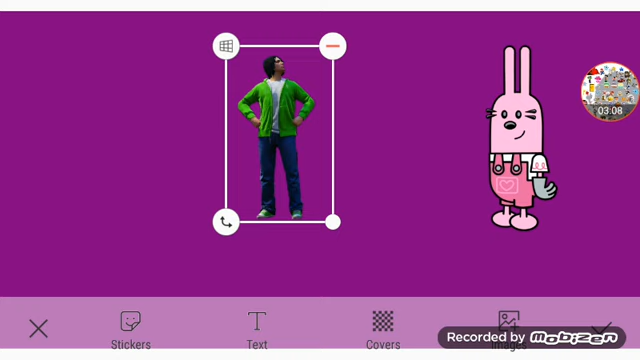 03:08
Stickers
Text
Covers
Images
Recorded by
MOBIZEN